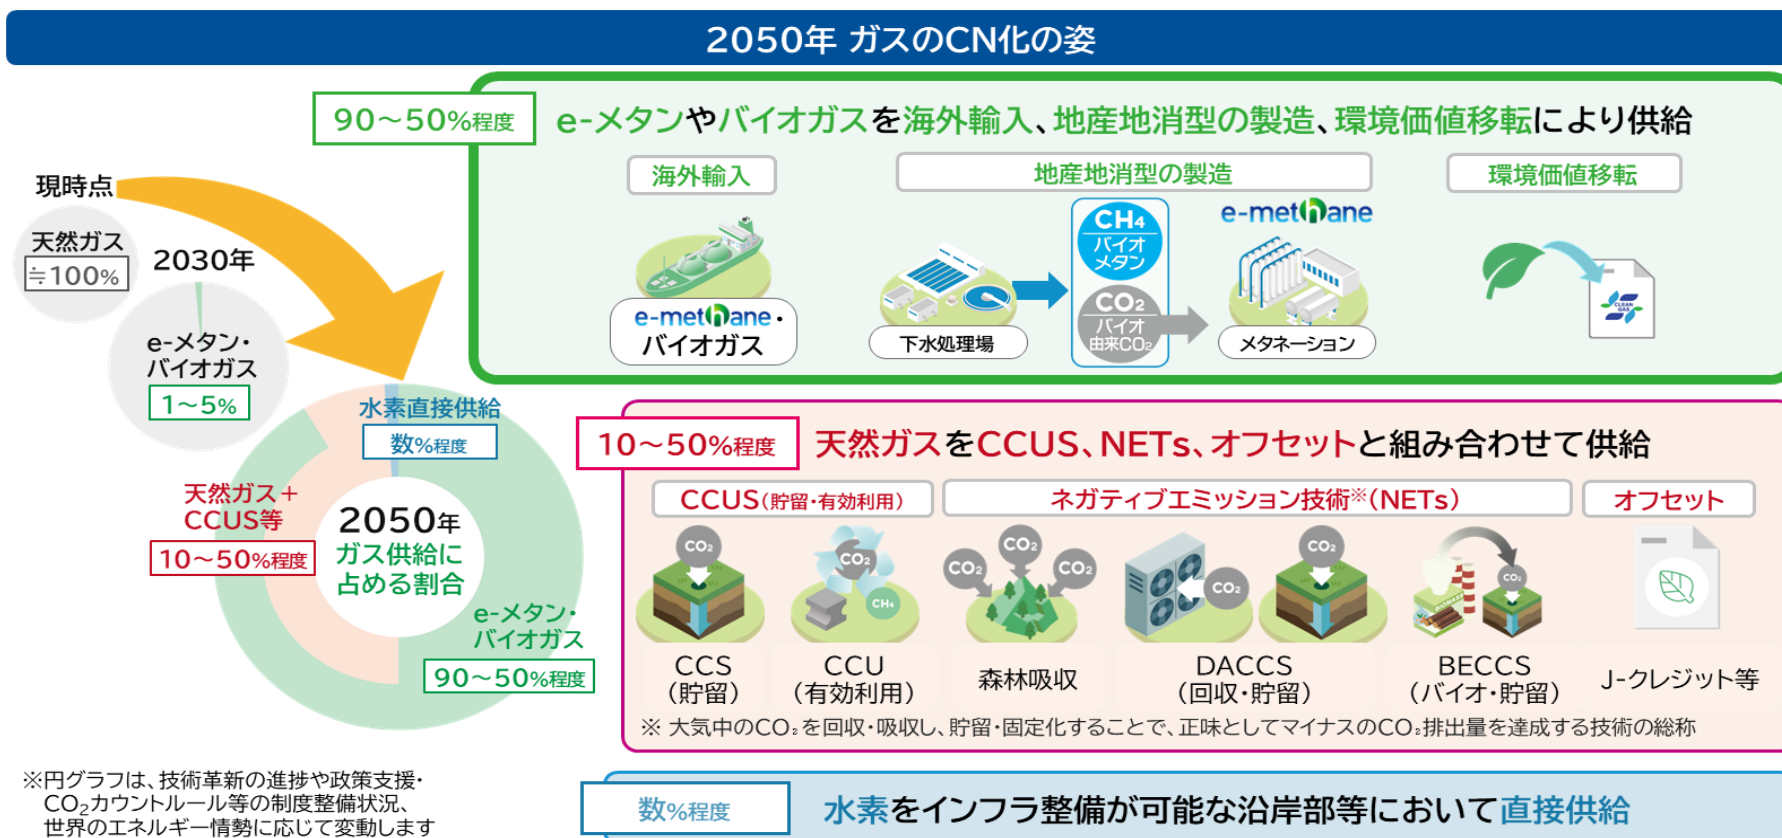 2050年 ガスのCN化の姿
90～50%程度
e-メタンやバイオガスを海外輸入、地産地消型の製造、環境価値移転により供給
海外輸入
地産地消型の製造
環境価値移転
e-methane・
バイオガス
下水処理場
CH4
バイオ
メタン
CO2
バイオ
由来CO2
e-methane
メタネーション
CLEAN
GAS
現時点
天然ガス
≒100%
2030年
e-メタン・
バイオガス
1～5%
水素直接供給
数%程度
天然ガス＋
CCUS等
10～50%程度
2050年
ガス供給に
占める割合
e-メタン・
バイオガス
90～50%程度
10～50%程度
天然ガスをCCUS、NETs、オフセットと組み合わせて供給
CCUS(貯留・有効利用)
ネガティブエミッション技術※(NETs)
オフセット
CO2
CO2
CH4
CO2
CO2
CO2
CO2
CO2
CO2
BIOMASS
CCS
(貯留)
CCU
(有効利用)
森林吸収
DACCS
(回収・貯留)
BECCS
(バイオ・貯留)
J-クレジット等
※ 大気中のCO₂を回収・吸収し、貯留・固定化することで、正味としてマイナスのCO₂排出量を達成する技術の総称
※円グラフは、技術革新の進捗や政策支援・
CO₂カウントルール等の制度整備状況、
世界のエネルギー情勢に応じて変動します
数%程度
水素をインフラ整備が可能な沿岸部等において直接供給